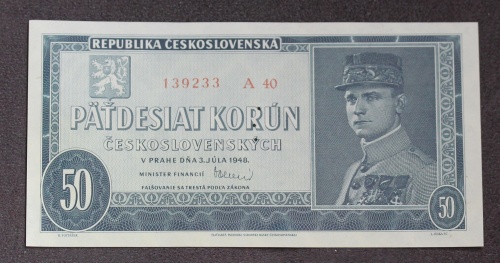 REPUBLIKA ČESKOSLOVENSKÁ
139233 A 40
PÄŤDESIAT KORÚN
ČESKOSLOVENSKÝCH
V PRAHE DŇA 3. JÚLA 1948.
MINISTER FINANCIÍ
FALŠOVANIE SA TRESTÁ PODĽA ZÁKONA
50
50